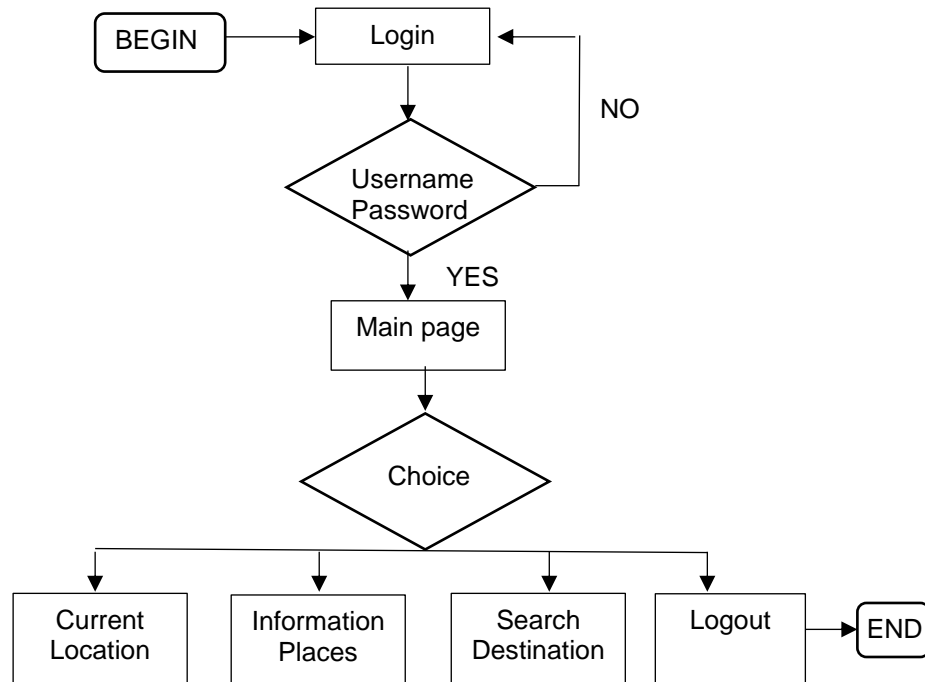 BEGIN
Login
NO
Username
Password
YES
Main page
Choice
Current
Location
Information
Places
Search
Destination
Logout
END